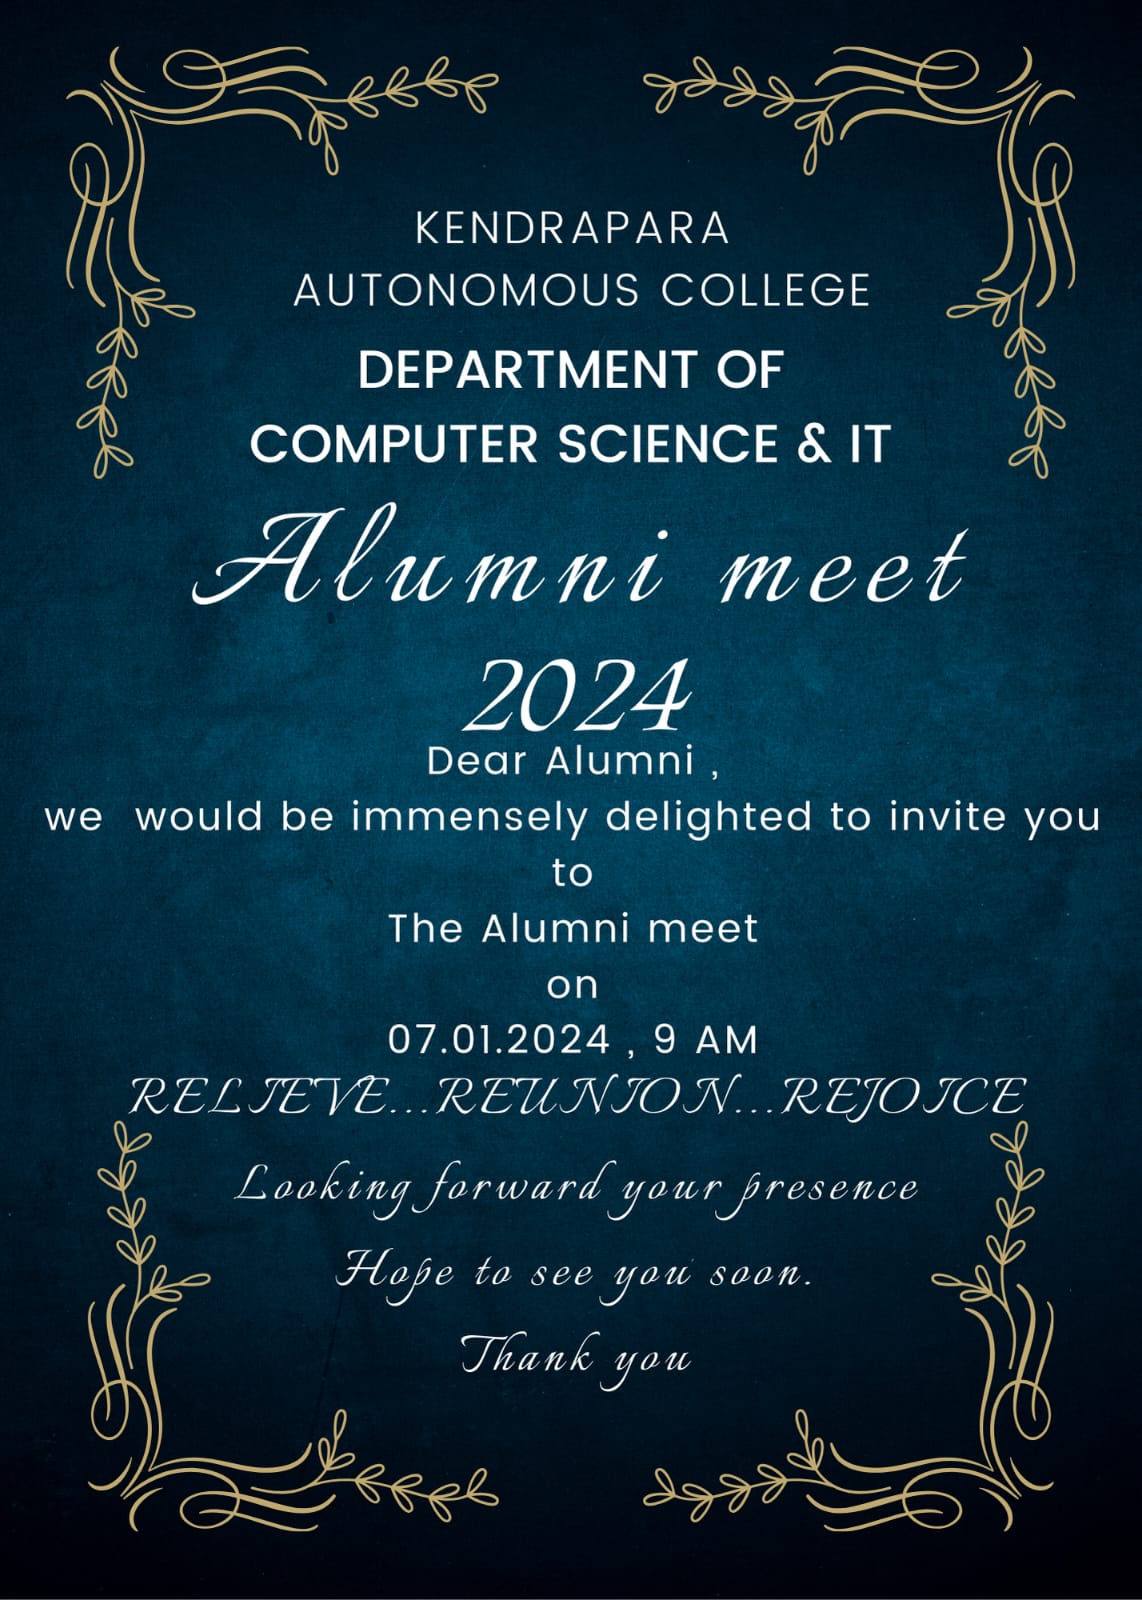 KENDRAPARA
AUTONOMOUS COLLEGE
DEPARTMENT OF
COMPUTER SCIENCE & IT
Alumni meet
2024
Dear Alumni ,
we would be immensely delighted to invite you
to
The Alumni meet
on
07.01.2024 , 9 AM
RELIEVE...REUNION...REJOICE
Looking forward your presence
Hope to see you soon.
Thank you